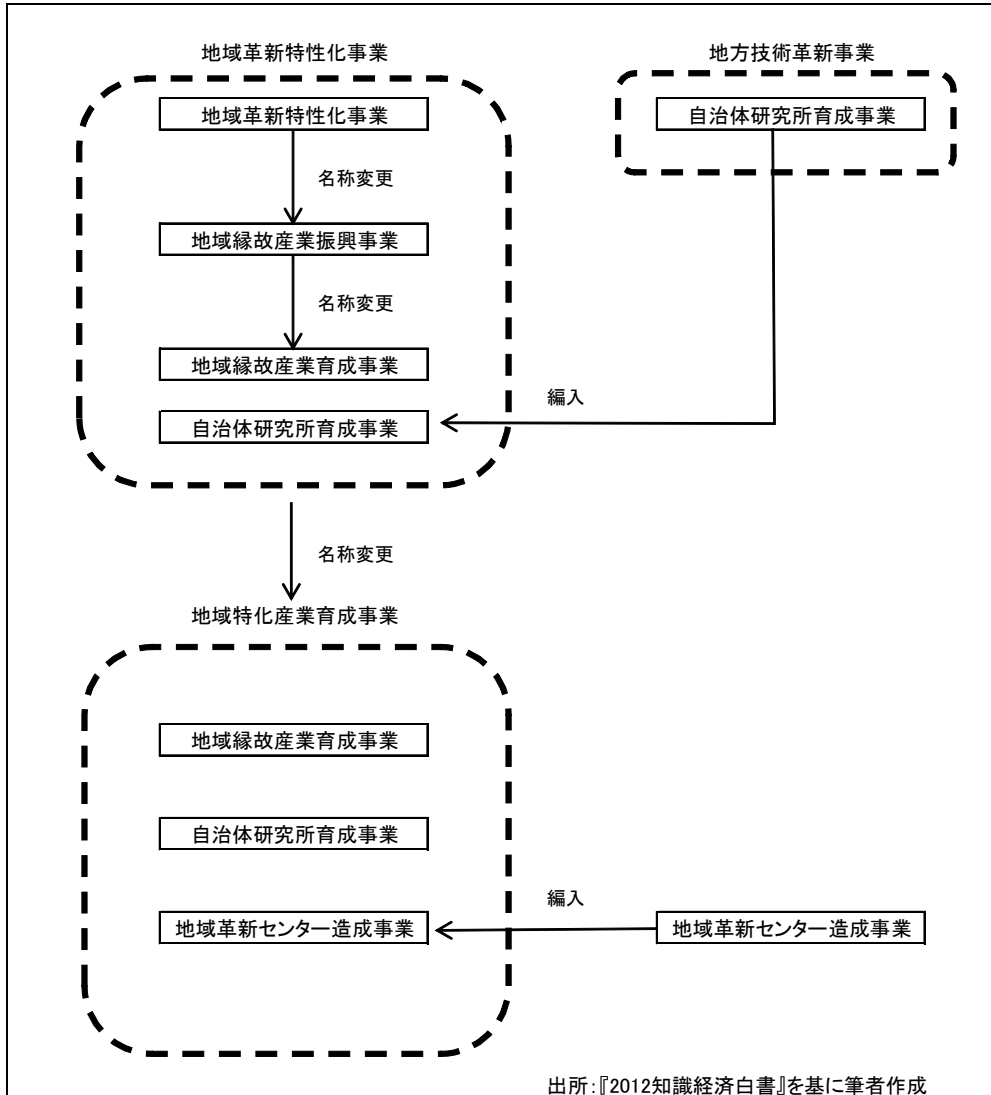 地域革新特性化事業
地方技術革新事業
地域革新特性化事業
自治体研究所育成事業
名称変更
地域縁故産業振興事業
名称変更
地域縁故産業育成事業
編入
自治体研究所育成事業
名称変更
地域特化産業育成事業
地域縁故産業育成事業
自治体研究所育成事業
編入
地域革新センター造成事業
地域革新センター造成事業
出所：『2012知識経済白書』を基に筆者作成